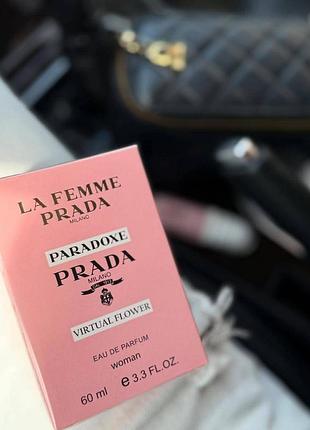 LA FEMME
PRADA
MILANO
PARADOXE
PRADA
MILANO
VIRTUAL FLOWER
EAU DE PARFUM
woman
60 ml e 3.3 FL.OZ.